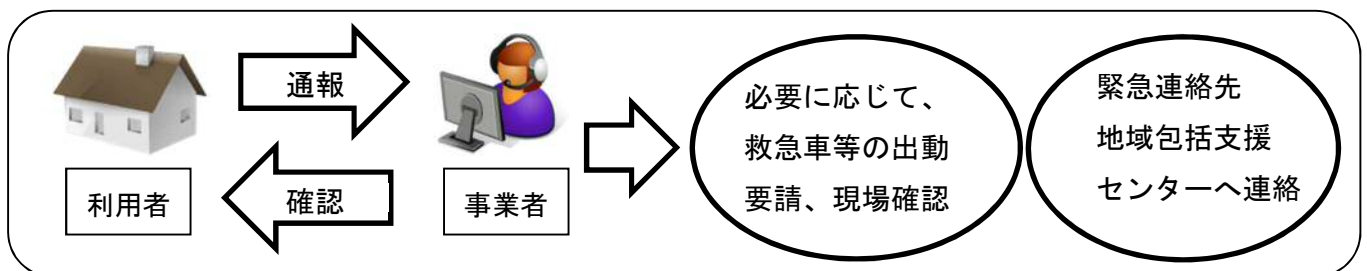 通報
利用者
確認
事業者
必要に応じて、
救急車等の出動
要請、現場確認
緊急連絡先
地域包括支援
センターへ連絡